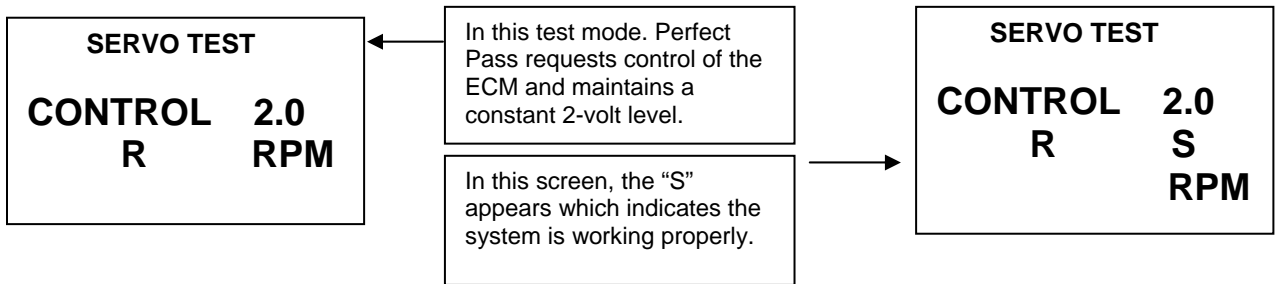 SERVO TEST
CONTROL 2.0
R RPM
In this test mode. Perfect
Pass requests control of the
ECM and maintains a
constant 2-volt level.
In this screen, the “S”
appears which indicates the
system is working properly.
SERVO TEST
CONTROL 2.0
R S
RPM